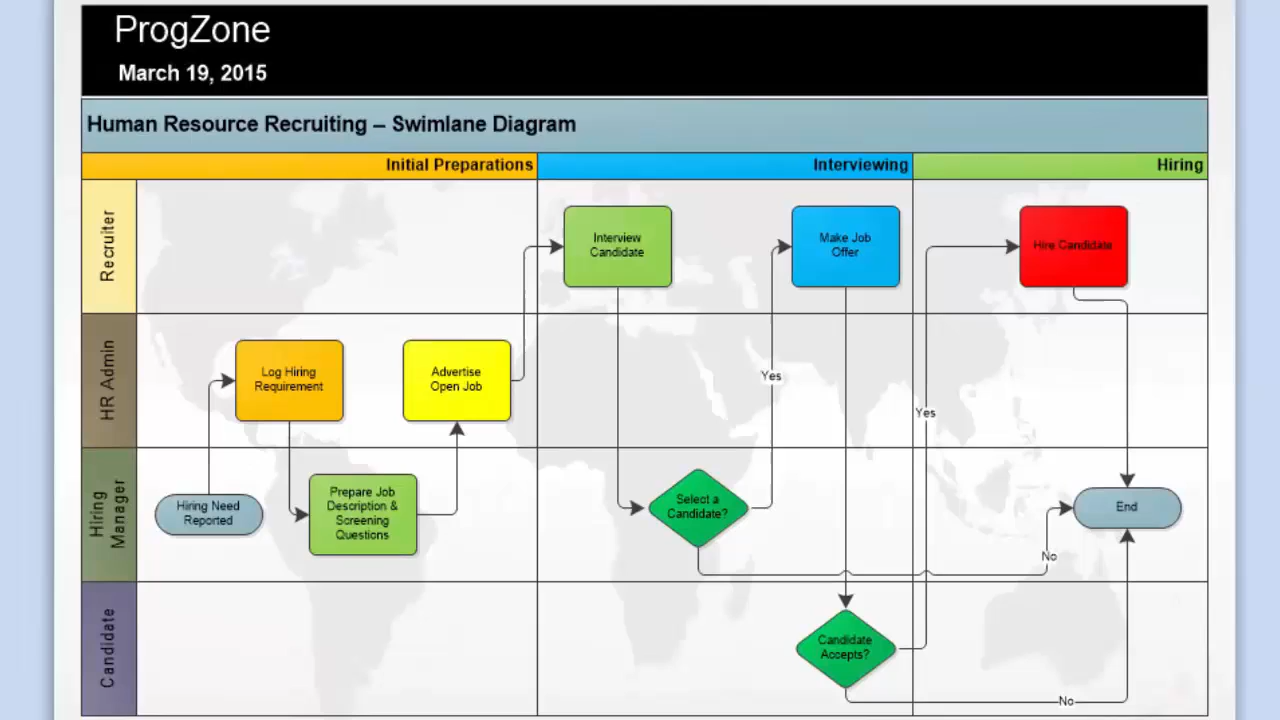 ProgZone
March 19, 2015
Human Resource Recruiting – Swimlane Diagram
Initial Preparations
Interviewing
Hiring
Recruiter
Interview
Candidate
Make Job
Offer
Hire Candidate
HR Admin
Log Hiring
Requirement
Advertise
Open Job
Yes
Yes
Hiring
Manager
Hiring Need
Reported
Prepare Job
Description &
Screening
Questions
Select a
Candidate?
End
No
Candidate
Candidate
Accepts?
No